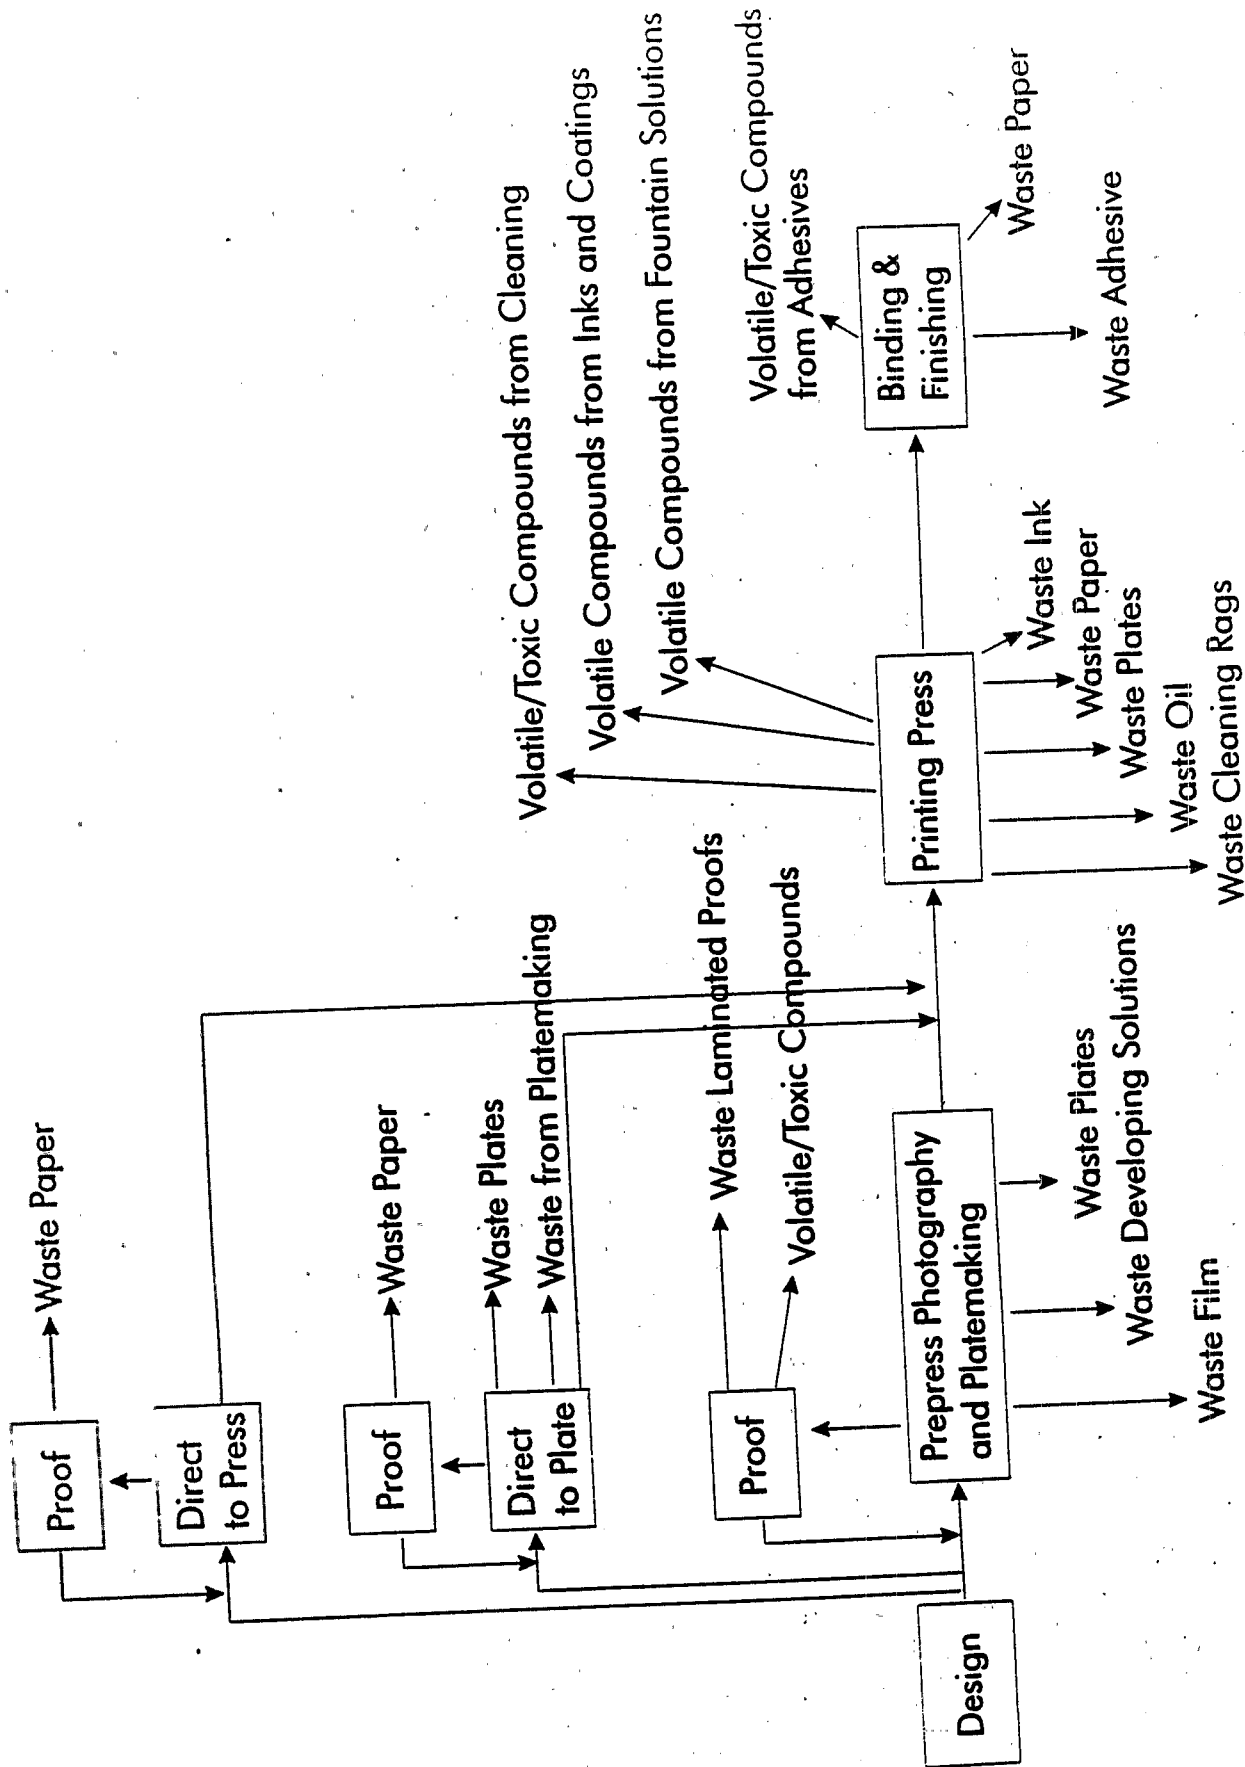 Proof
Waste Paper
Direct
to Press
Proof
Waste Paper
Direct
to Plate
Waste Plates
Waste from Platemaking
Proof
Waste Laminated Proofs
Volatile/Toxic Compounds
Design
Prepress Photography
and Platemaking
Waste Film
Waste Developing Solutions
Waste Plates
Volatile/Toxic Compounds from Cleaning
Volatile Compounds from Inks and Coatings
Volatile Compounds from Fountain Solutions
Printing Press
Waste Ink
Waste Paper
Waste Plates
Waste Oil
Waste Cleaning Rags
Volatile/Toxic Compounds
from Adhesives
Binding &
Finishing
Waste Paper
Waste Adhesive